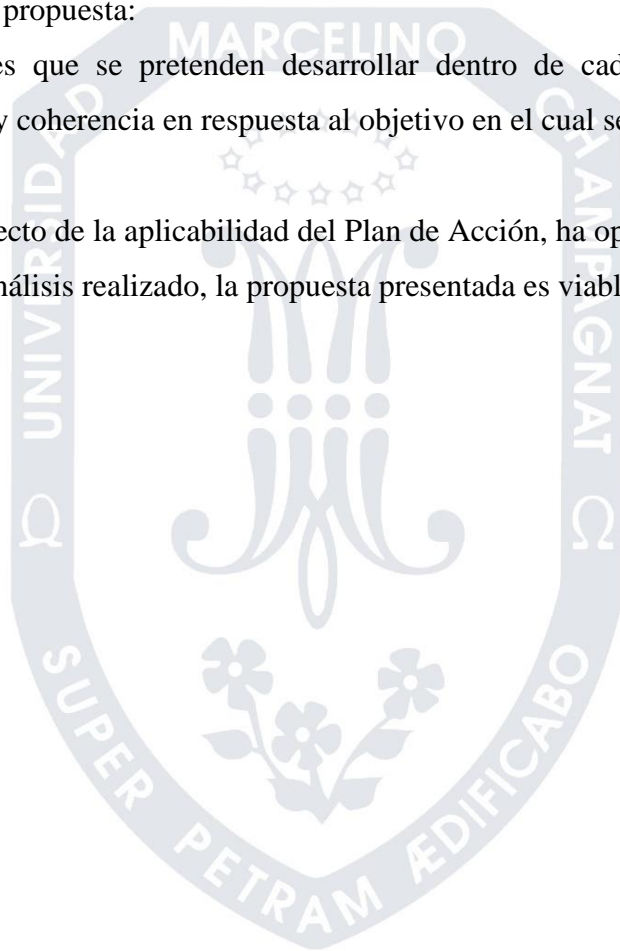 propuesta:
es que se pretenden desarrollar dentro de cad
y coherencia en respuesta al objetivo en el cual se
ecto de la aplicabilidad del Plan de Acción, ha op
nálisis realizado, la propuesta presentada es viabl
UNIVERSIDAD MARCELINO CHAMPAGNAT
SUPER PETRAM ÆDIFICABO